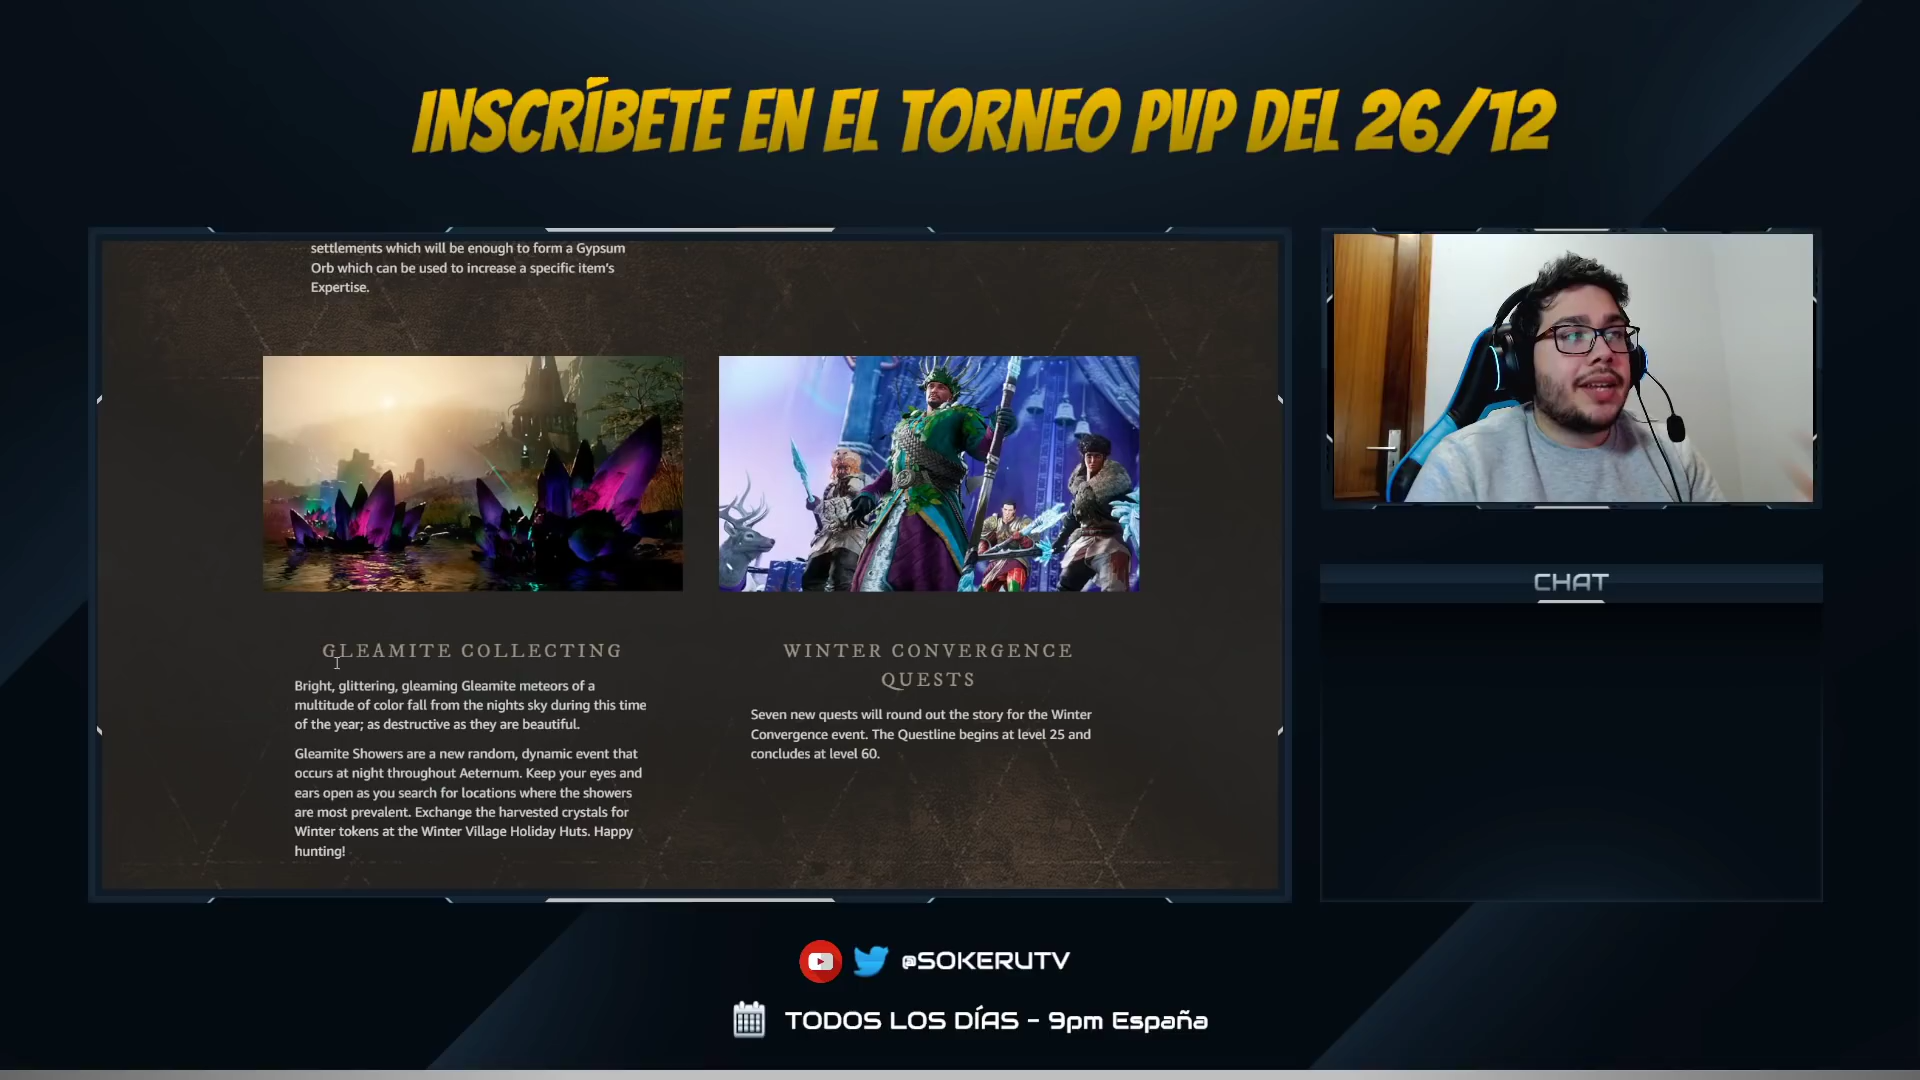 INSCRÍBETE EN EL TORNEO PVP DEL 26/12
settlements which will be enough to form a Gypsum
Orb which can be used to increase a specific item's
Expertise.
GLEAMITE COLLECTING
Bright, glittering, gleaming Gleamite meteors of a
multitude of color fall from the nights sky during this time
of the year; as destructive as they are beautiful.
Gleamite Showers are a new random, dynamic event that
occurs at night throughout Aeternum. Keep your eyes and
ears open as you search for locations where the showers
are most prevalent. Exchange the harvested crystals for
Winter tokens at the Winter Village Holiday Huts. Happy
hunting!
WINTER CONVERGENCE
QUESTS
Seven new quests will round out the story for the Winter
Convergence event. The Questline begins at level 25 and
concludes at level 60.
CHAT
@SOKERUTV
TODOS LOS DÍAS - 9pm España